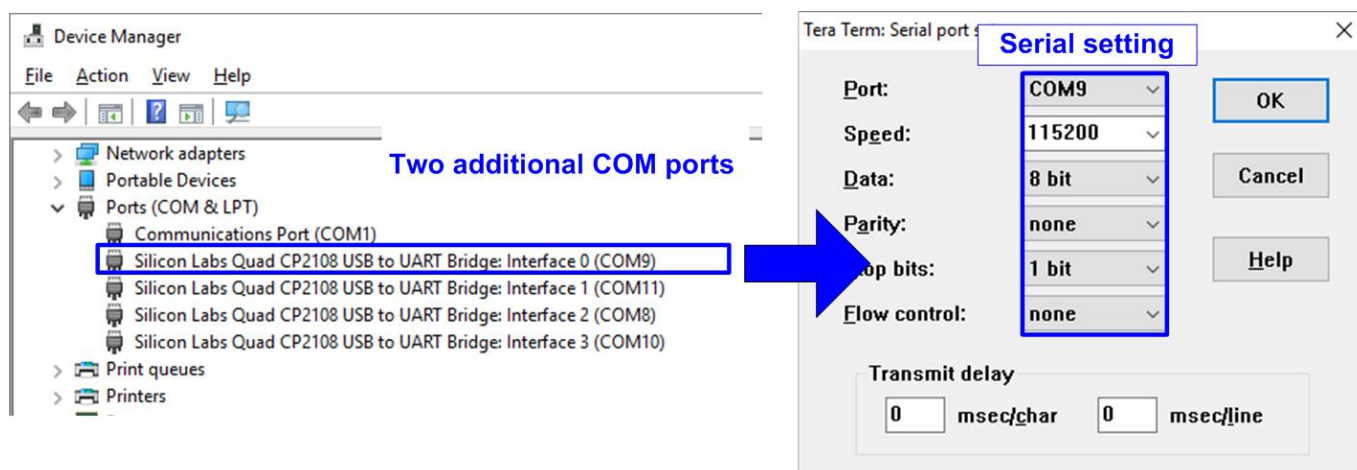 Device Manager
File Action View Help
Network adapters
Portable Devices
Ports (COM & LPT)
Communications Port (COM1)
Silicon Labs Quad CP2108 USB to UART Bridge: Interface 0 (COM9)
Silicon Labs Quad CP2108 USB to UART Bridge: Interface 1 (COM11)
Silicon Labs Quad CP2108 USB to UART Bridge: Interface 2 (COM8)
Silicon Labs Quad CP2108 USB to UART Bridge: Interface 3 (COM10)
Print queues
Printers
Two additional COM ports
Tera Term: Serial port s
Serial setting
Port: COM9
Speed: 115200
Data: 8 bit
Parity: none
op bits: 1 bit
Flow control: none
OK
Cancel
Help
Transmit delay
0 msec/char 0 msec/line